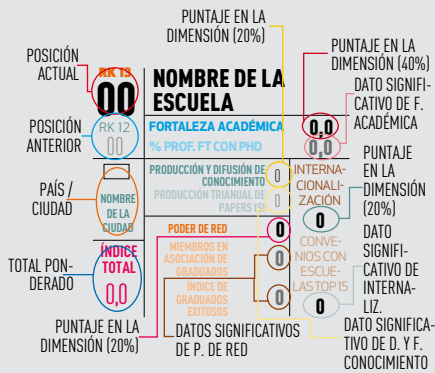 PUNTAJE EN LA
DIMENSIÓN (20%)
POSICIÓN
ACTUAL
PUNTAJE EN LA
DIMENSIÓN (40%)
RK 13
00
NOMBRE DE LA
ESCUELA
DATO SIGNIFI-
CATIVO DE F.
ACADÉMICA
POSICIÓN
ANTERIOR
RK 12
00
FORTALEZA ACADÉMICA
0,0
% PROF. FT CON PHD
0,0
PAÍS /
CIUDAD
NOMBRE
DE LA
CIUDAD
PRODUCCIÓN Y DIFUSIÓN DE
CONOCIMIENTO
0
PRODUCCIÓN TRIANUAL DE
PAPERS ISI
0
INTERNA-
CIONALI-
ZACIÓN
0
PUNTAJE
EN LA
DIMENSIÓN
(20%)
PODER DE RED
0
MIEMBROS EN
ASOCIACIÓN DE
GRADUADOS
0
ÍNDICE DE
GRADUADOS
EXITOSOS
0
CONVE-
NIOS CON
ESCUE-
LAS TOP 15
0
DATO
SIGNIFI-
CATIVO DE
INTERNA-
LIZ.
TOTAL PON-
DERADO
ÍNDICE
TOTAL
0,0
PUNTAJE EN LA
DIMENSIÓN (20%)
DATOS SIGNIFICATIVOS
DE P. DE RED
DATO SIGNIFICA-
TIVO DE D. Y F.
CONOCIMIENTO